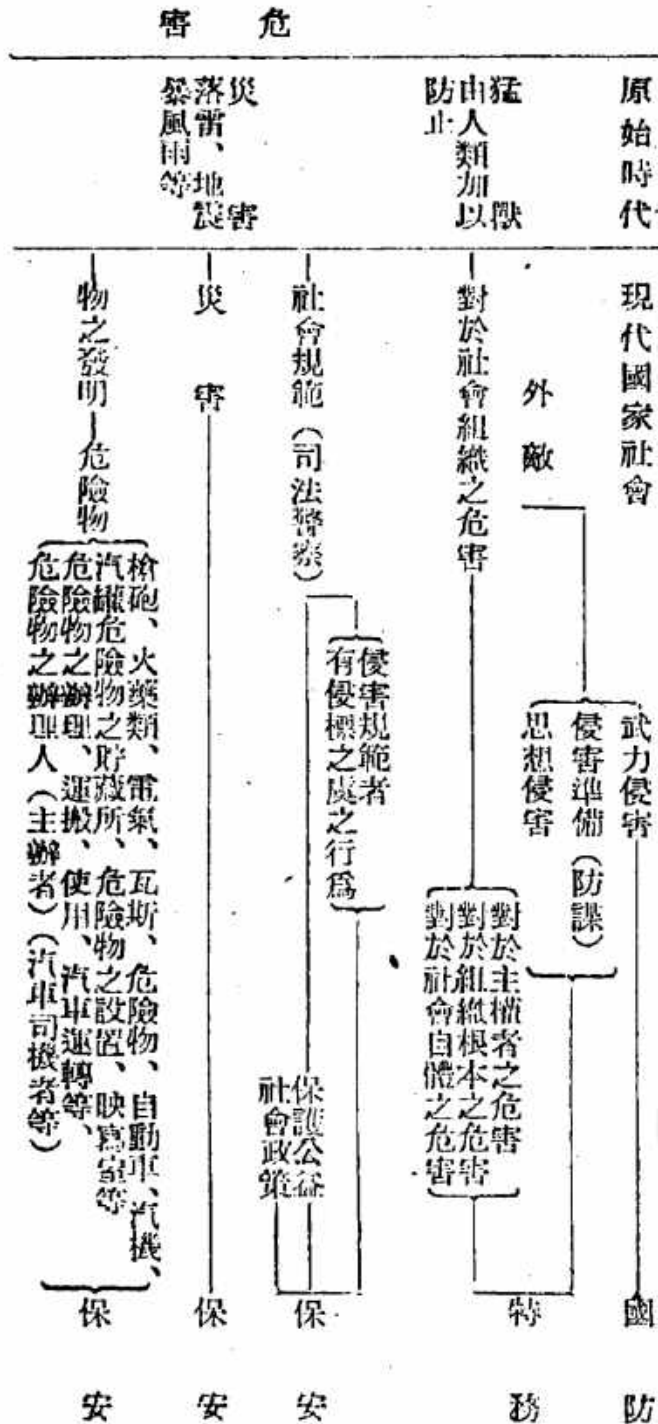 危害
原始時代
猛獸
由人類加以
防止
災害
落雷、地震
暴風雨等
現代國家社會
外敵
武力侵害
侵害準備（防諜）
思想侵害
國防
對於社會組織之危害
對於主權者之危害
對於組織根本之危害
對於社會自體之危害
特務
社會規範（司法警察）
侵害規範者
有侵標之處之行爲
保護公益
社會政策
保安
災害
保安
物之發明—危險物
槍砲、火藥類、電氣、瓦斯、危險物、自動車、汽機、
汽罐危險物之貯藏所、危險物之設置、映寫室等
危險物之辦理、運搬、使用、汽車運轉等、
危險物之辦理人（主辦者）（汽車司機者等）
保安